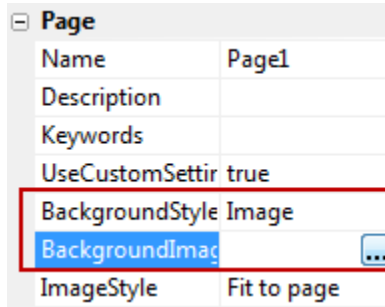 Page
Name Page1
Description
Keywords
UseCustomSettir true
BackgroundStyle Image
BackgroundImag ...
ImageStyle Fit to page